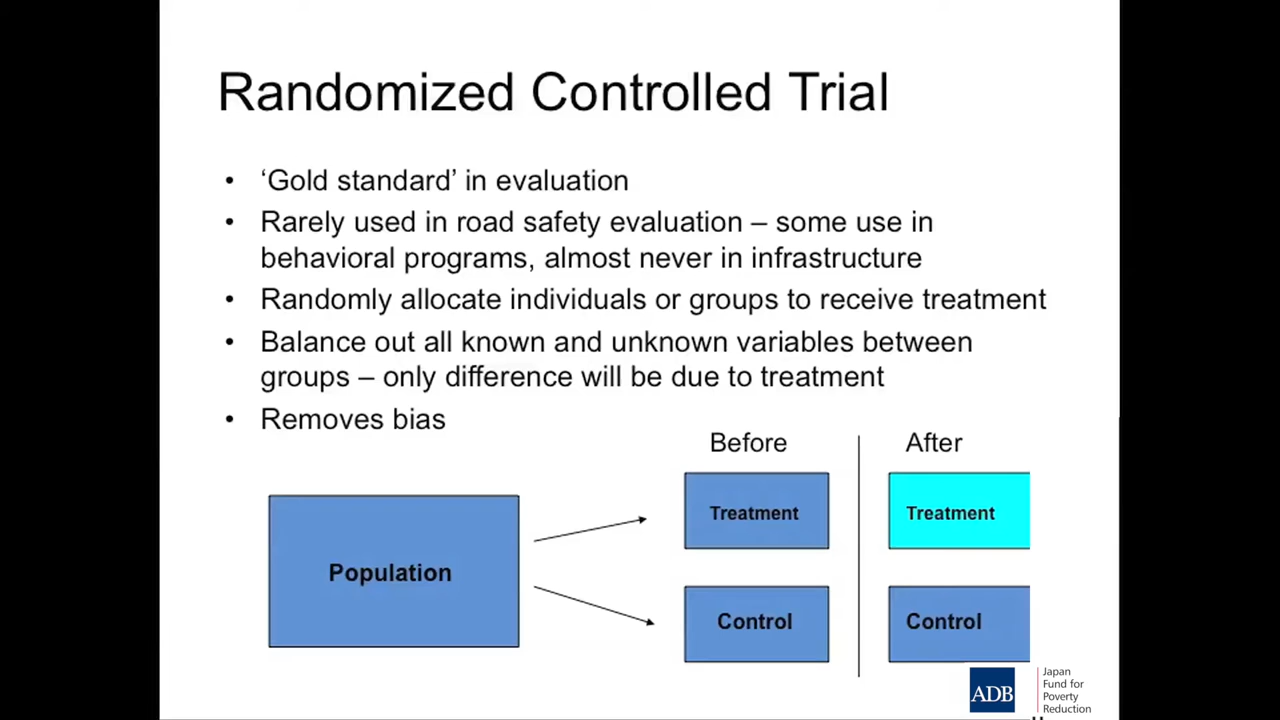 Randomized Controlled Trial
• ‘Gold standard’ in evaluation
• Rarely used in road safety evaluation – some use in
behavioral programs, almost never in infrastructure
• Randomly allocate individuals or groups to receive treatment
• Balance out all known and unknown variables between
groups – only difference will be due to treatment
• Removes bias
Before
After
Population
Treatment
Treatment
Control
Control
ADB
Japan
Fund for
Poverty
Reduction